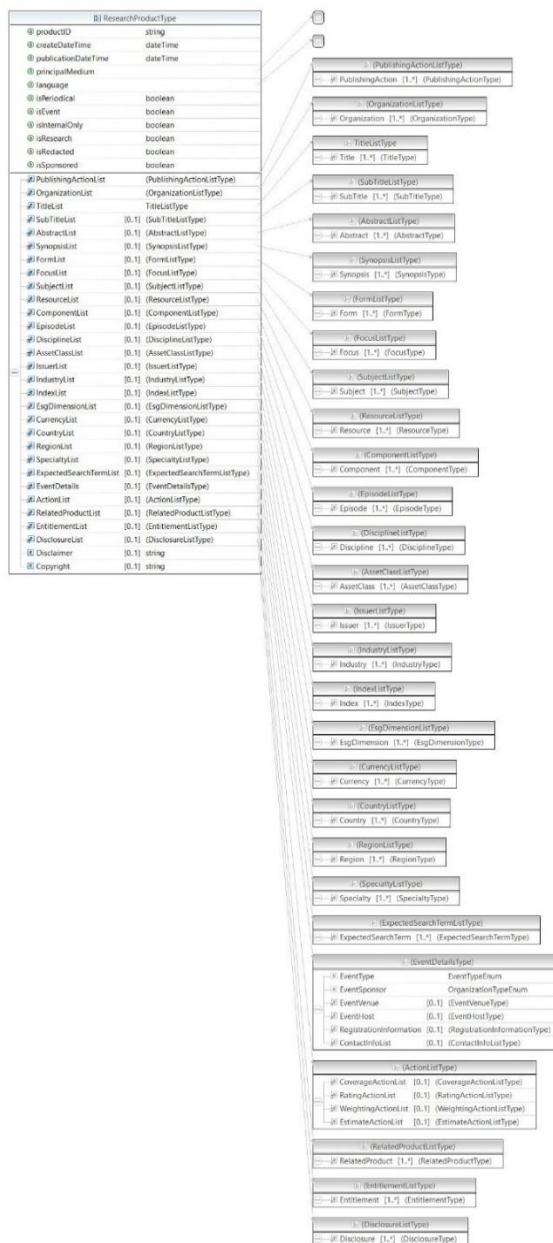 ResearchProductType
productID string
createDateTime dateTime
publicationDateTime dateTime
principalMedium
language
isPeriodical boolean
isEvent boolean
isInternalOnly boolean
isResearch boolean
isRedacted boolean
isSponsored boolean
PublishingActionList (PublishingActionListType)
OrganizationList (OrganizationListType)
TitleList TitleListType
SubTitleList [0..1] (SubTitleListType)
AbstractList [0..1] (AbstractListType)
SynopsisList [0..1] (SynopsisListType)
FormList [0..1] (FormListType)
FocusList [0..1] (FocusListType)
SubjectList [0..1] (SubjectListType)
ResourceList [0..1] (ResourceListType)
ComponentList [0..1] (ComponentListType)
EpisodeList [0..1] (EpisodeListType)
DisciplineList [0..1] (DisciplineListType)
AssetClassList [0..1] (AssetClassListType)
IssuerList [0..1] (IssuerListType)
IndustryList [0..1] (IndustryListType)
IndexList [0..1] (IndexListType)
EsgDimensionList [0..1] (EsgDimensionListType)
CurrencyList [0..1] (CurrencyListType)
CountryList [0..1] (CountryListType)
RegionList [0..1] (RegionListType)
SpecialtyList [0..1] (SpecialtyListType)
ExpectedSearchTermList [0..1] (ExpectedSearchTermListType)
EventDetails [0..1] (EventDetailsType)
ActionList [0..1] (ActionListType)
RelatedProductList [0..1] (RelatedProductListType)
EntitlementList [0..1] (EntitlementListType)
DisclosureList [0..1] (DisclosureListType)
Disclaimer [0..1] string
Copyright [0..1] string
(PublishingActionListType)
PublishingAction [1..*] (PublishingActionType)
(OrganizationListType)
Organization [1..*] (OrganizationType)
TitleListType
Title [1..*] (TitleType)
(SubTitleListType)
SubTitle [1..*] (SubTitleType)
(AbstractListType)
Abstract [1..*] (AbstractType)
(SynopsisListType)
Synopsis [1..*] (SynopsisType)
(FormListType)
Form [1..*] (FormType)
(FocusListType)
Focus [1..*] (FocusType)
(SubjectListType)
Subject [1..*] (SubjectType)
(ResourceListType)
Resource [1..*] (ResourceType)
(ComponentListType)
Component [1..*] (ComponentType)
(EpisodeListType)
Episode [1..*] (EpisodeType)
(DisciplineListType)
Discipline [1..*] (DisciplineType)
(AssetClassListType)
AssetClass [1..*] (AssetClassType)
(IssuerListType)
Issuer [1..*] (IssuerType)
(IndustryListType)
Industry [1..*] (IndustryType)
(IndexListType)
Index [1..*] (IndexType)
(EsgDimensionListType)
EsgDimension [1..*] (EsgDimensionType)
(CurrencyListType)
Currency [1..*] (CurrencyType)
(CountryListType)
Country [1..*] (CountryType)
(RegionListType)
Region [1..*] (RegionType)
(SpecialtyListType)
Specialty [1..*] (SpecialtyType)
(ExpectedSearchTermListType)
ExpectedSearchTerm [1..*] (ExpectedSearchTermType)
(EventDetailsType)
EventType EventTypeEnum
EventSponsor OrganizationTypeEnum
EventVenue [0..1] (EventVenueType)
EventHost [0..1] (EventHostType)
RegistrationInformation [0..1] (RegistrationInformationType)
ContactInfoList [0..1] (ContactInfoListType)
(ActionListType)
CoverageActionList [0..1] (CoverageActionListType)
RatingActionList [0..1] (RatingActionListType)
WeightingActionList [0..1] (WeightingActionListType)
EstimateActionList [0..1] (EstimateActionListType)
(RelatedProductListType)
RelatedProduct [1..*] (RelatedProductType)
(EntitlementListType)
Entitlement [1..*] (EntitlementType)
(DisclosureListType)
Disclosure [1..*] (DisclosureType)